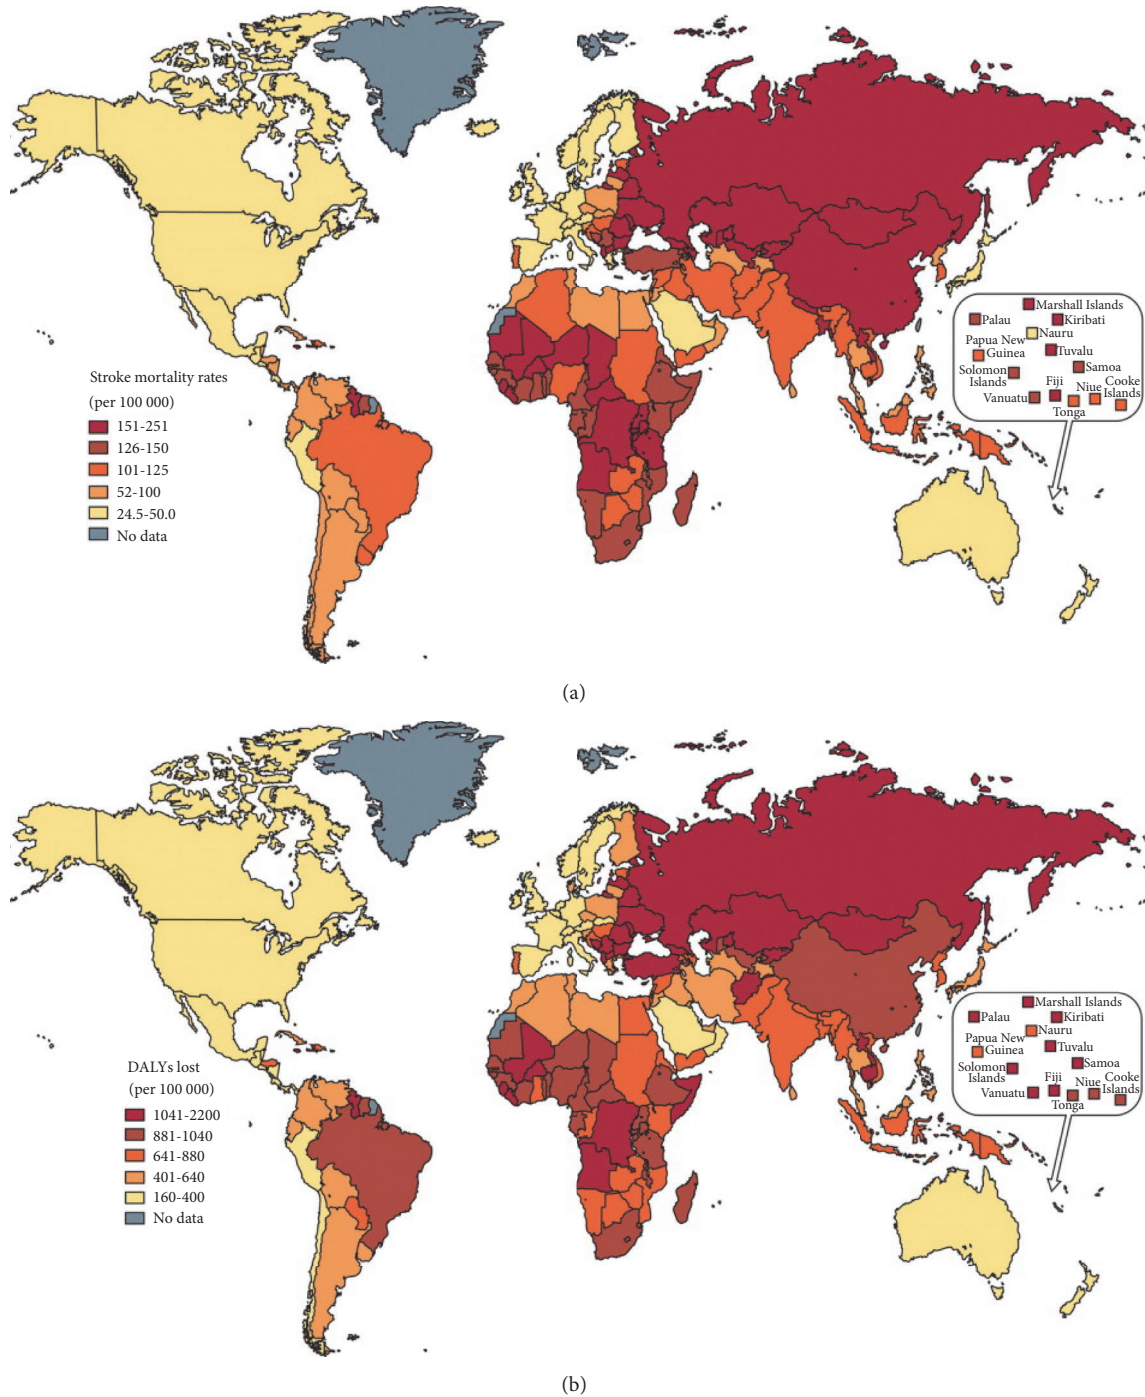 Marshall Islands
Palau
Kiribati
Nauru
Papua New
Guinea
Tuvalu
Solomon
Islands
Samoa
Vanuatu
Fiji
Niue
Cooke
Islands
Tonga
Stroke mortality rates
(per 100 000)
151-251
126-150
101-125
52-100
24.5-50.0
No data
(a)
Marshall Islands
Palau
Kiribati
Nauru
Papua New
Guinea
Tuvalu
Solomon
Islands
Samoa
Vanuatu
Fiji
Niue
Cooke
Islands
Tonga
DALYs lost
(per 100 000)
1041-2200
881-1040
641-880
401-640
160-400
No data
(b)